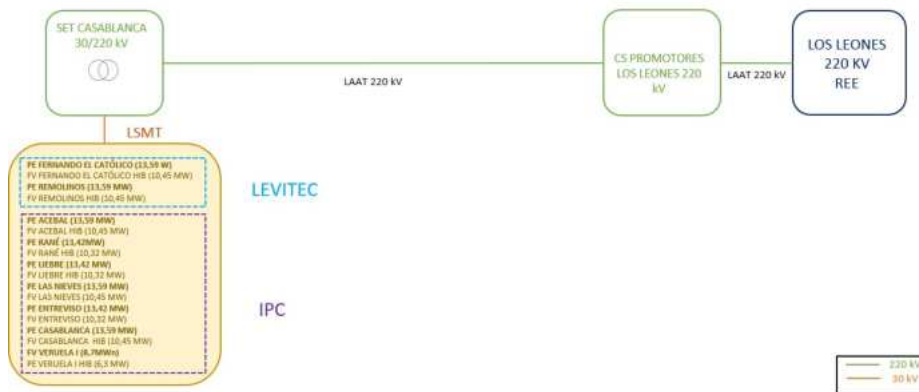 SET CASABLANCA
30/220 kV
LAAT 220 kV
CS PROMOTORES
LOS LEONES 220
kV
LAAT 220 kV
LOS LEONES
220 KV
REE
LSMT
PE FERNANDO EL CATÓLICO (13,59 W)
FV FERNANDO EL CATÓLICO HIB (10,45 MW)
PE REMOLINOS (13,59 MW)
FV REMOLINOS HIB (10,45 MW)
LEVITEC
PE ACEBAL (13,59 MW)
FV ACEBAL HIB (10,45 MW)
PE RANÉ (13,42MW)
FV RANÉ HIB (10,32 MW)
PE LIEBRE (13,42 MW)
FV LIEBRE HIB (10,32 MW)
PE LAS NIEVES (13,59 MW)
FV LAS NIEVES (10,45 MW)
PE ENTREVISO (13,42 MW)
FV ENTREVISO (10,32 MW)
PE CASABLANCA (13,59 MW)
FV CASABLANCA HIB (10,45 MW)
FV VERUELA I (8,7MWn)
PE VERUELA I HIB (6,3 MW)
IPC
220 kV
30 kV